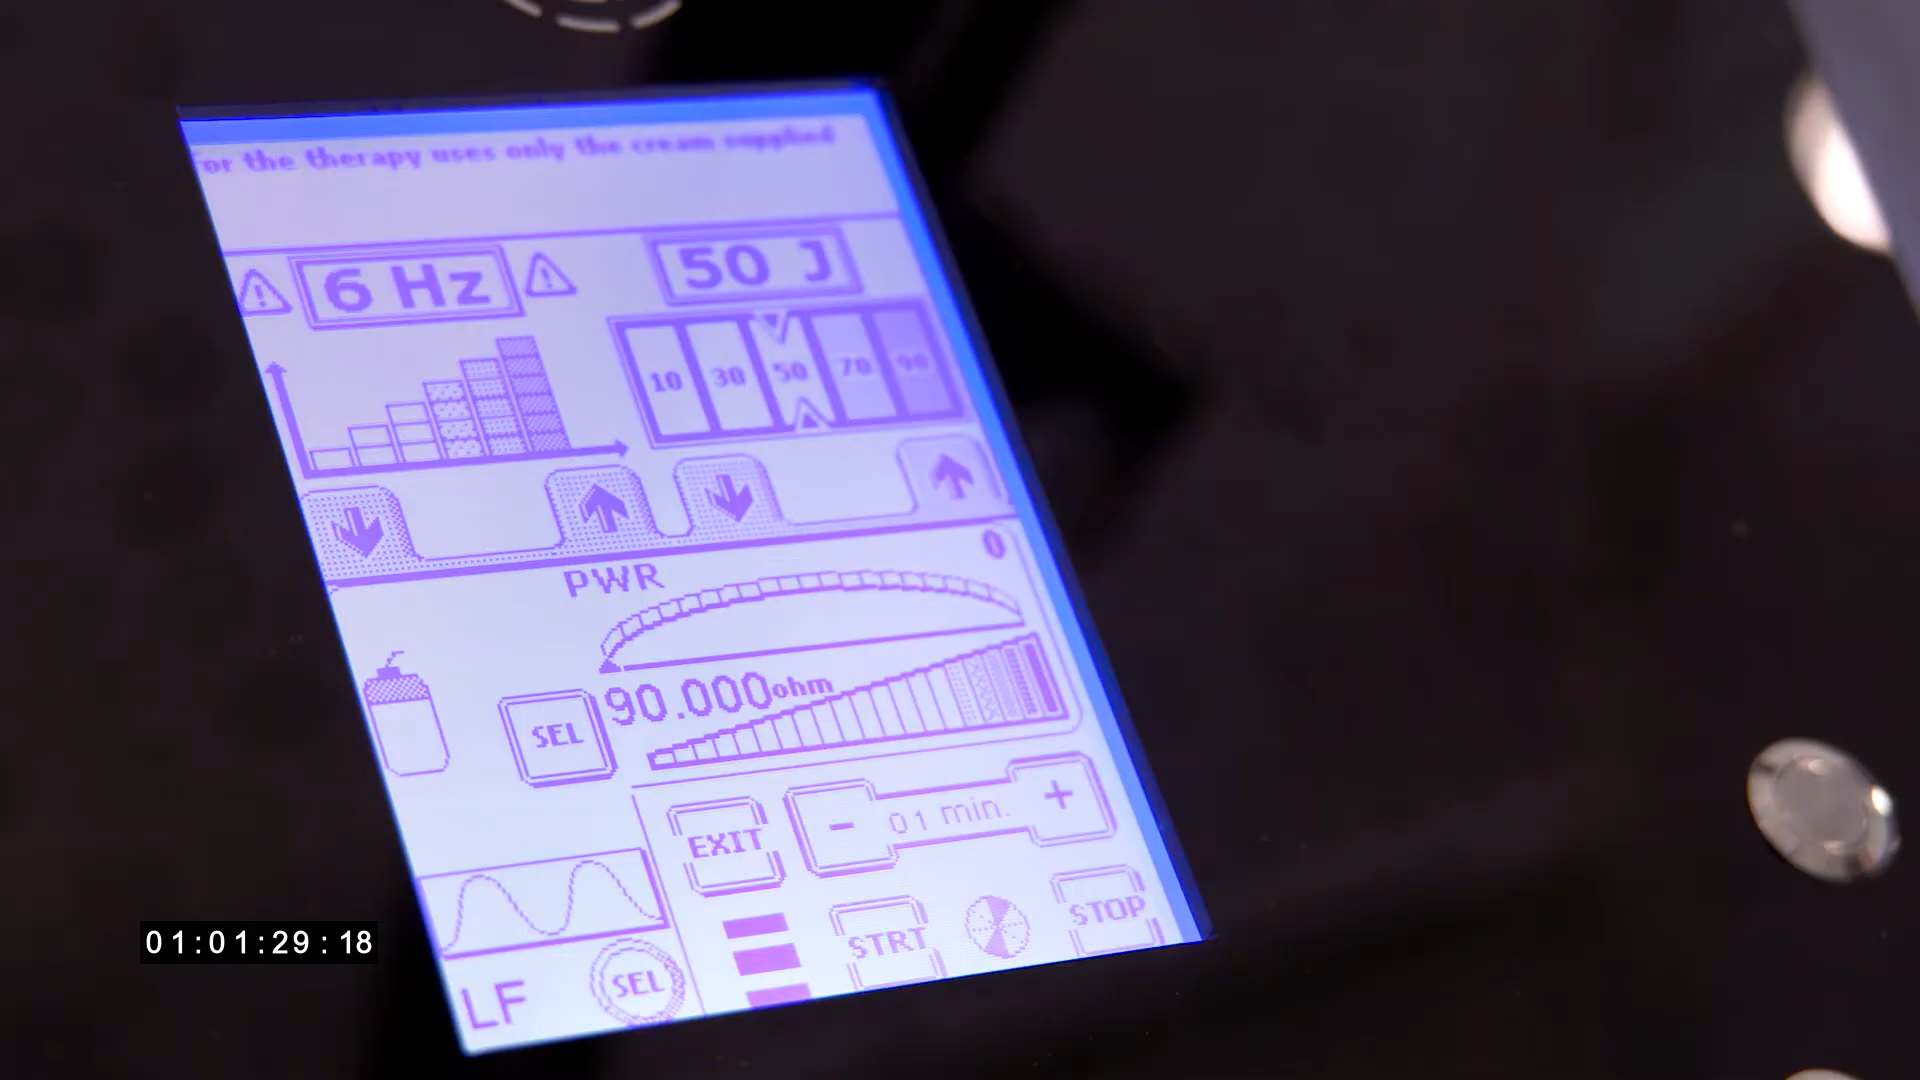 For the therapy uses only the cream supplied
6 Hz
50 J
10 30 50 70 90
0
PWR
90.000ohm
SEL
EXIT
- 01 min. +
STRT
STOP
LF
SEL
01:01:29:18